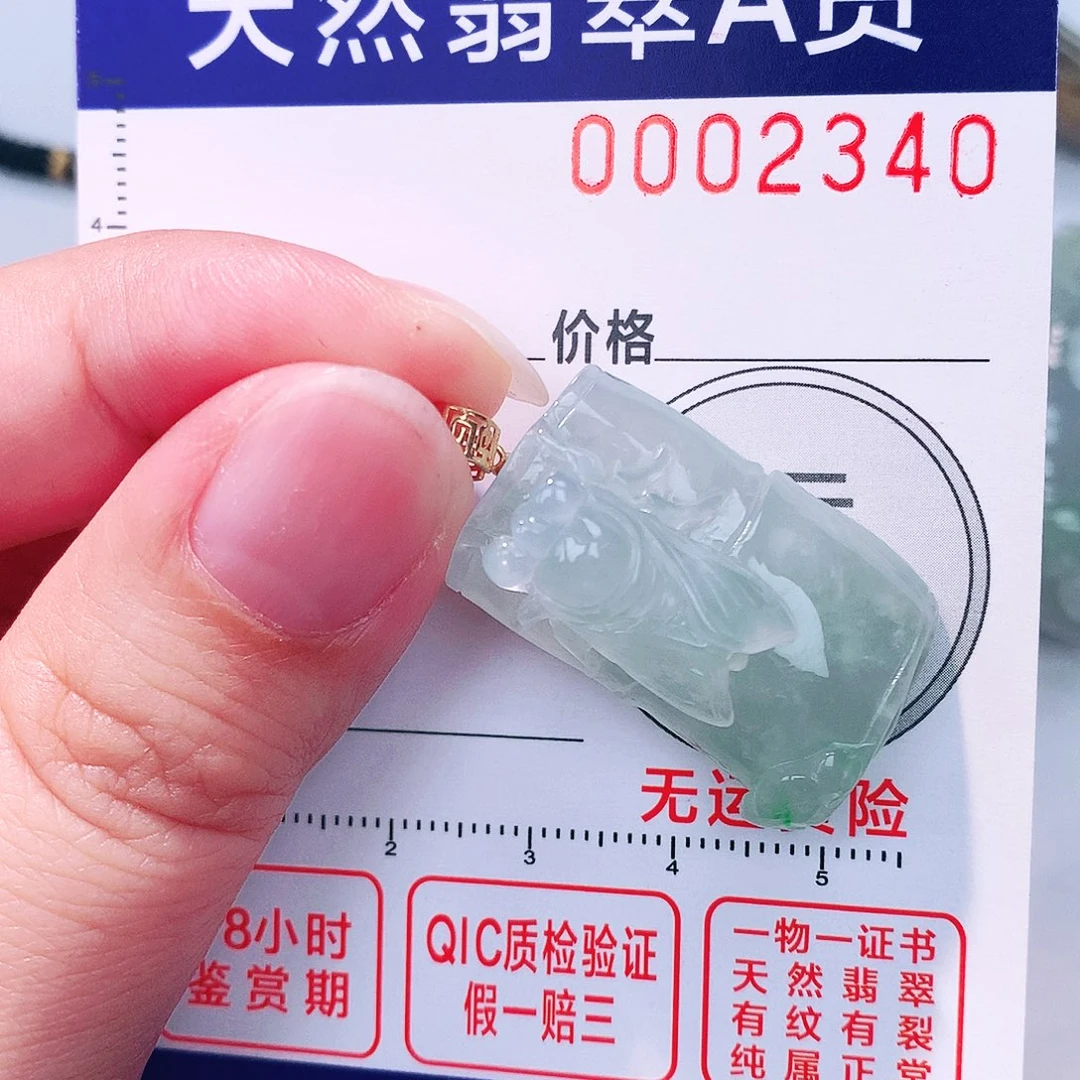 天然翡翠A货
0002340
4
价格
三
无运费险
2 3 4 5
8小时
鉴赏期
QIC质检验证
假一赔三
一物一证书
天然翡翠
有纹有裂
纯属正常